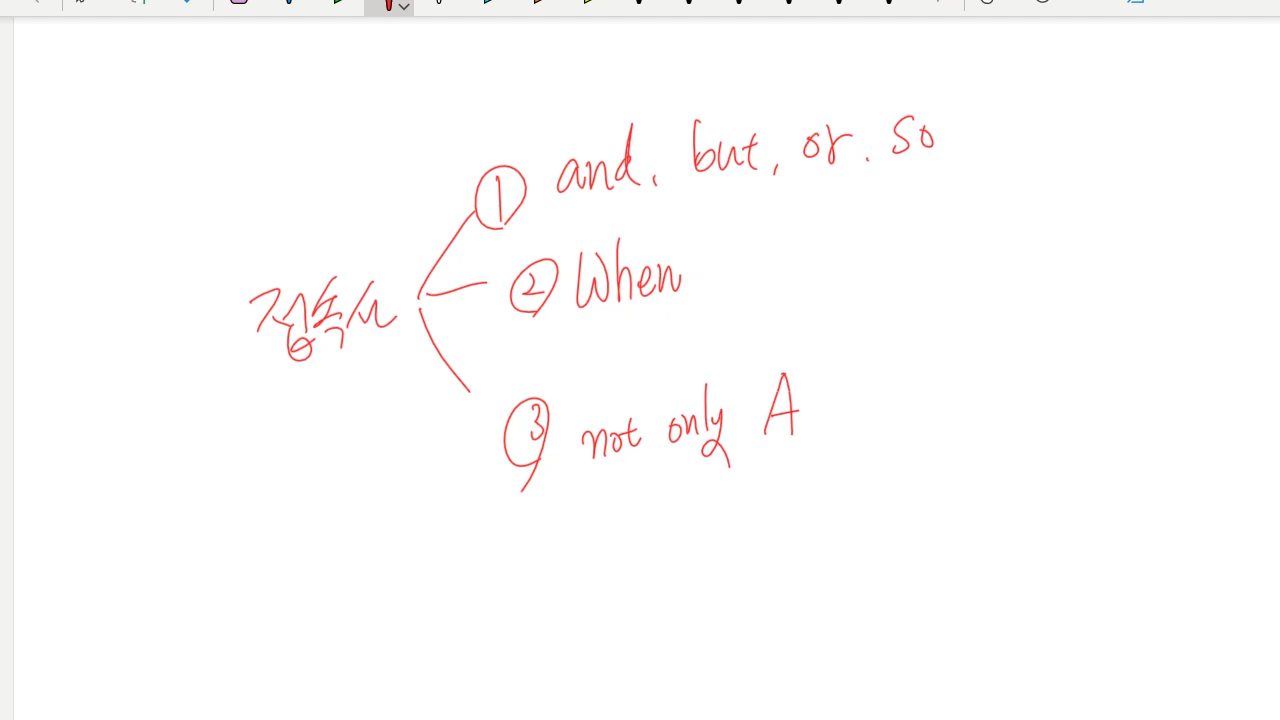 ① and, but, or. so
접속사
② When
③ not only A